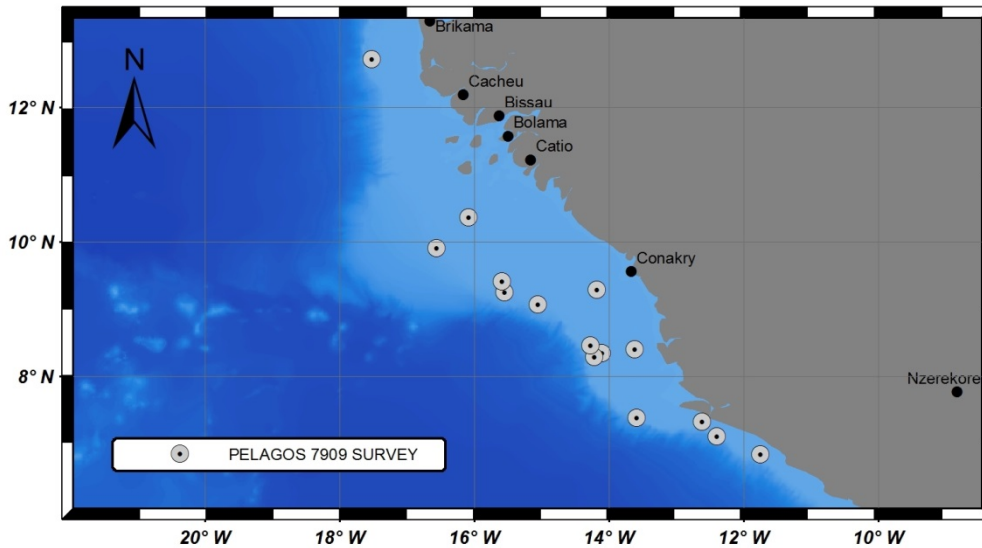 Brikama
N
Cacheu
12° N
Bissau
Bolama
Catio
10° N
Conakry
8° N
Nzerekore
PELAGOS 7909 SURVEY
20° W
18° W
16° W
14° W
12° W
10° W